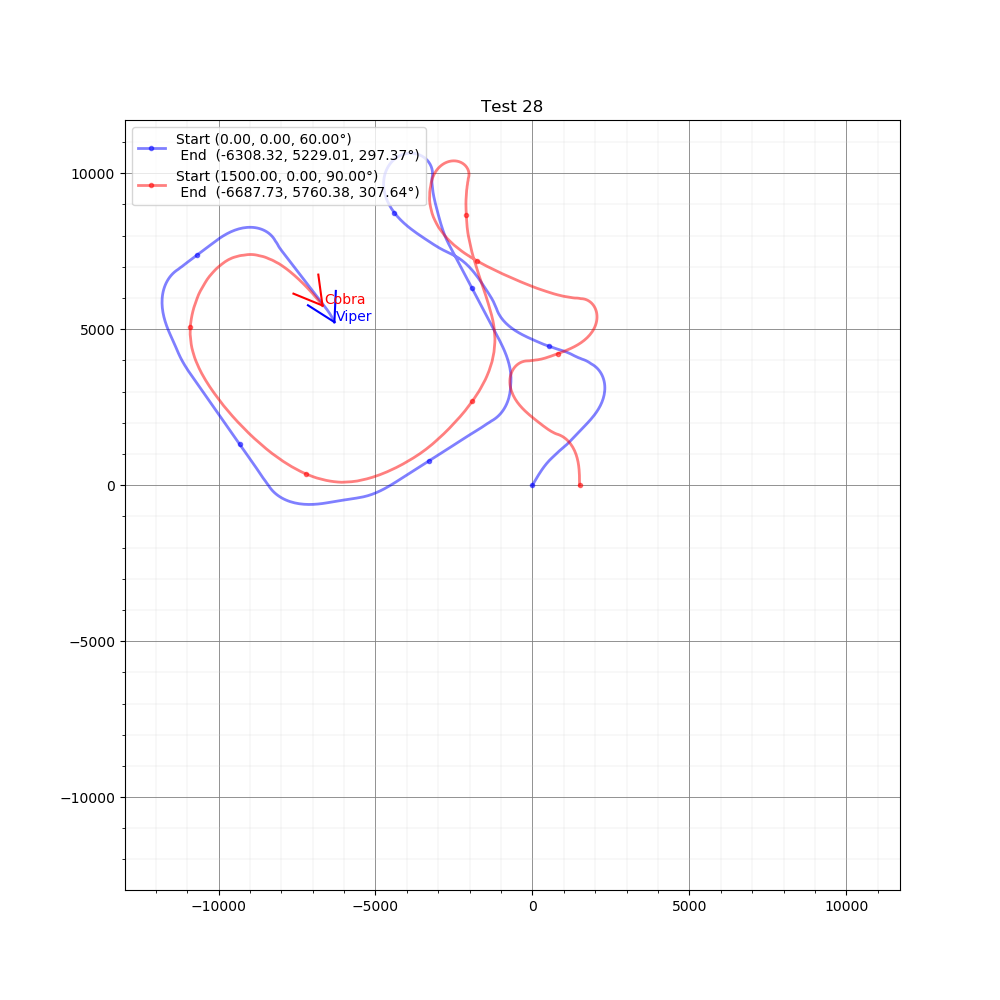 Test 28
Start (0.00, 0.00, 60.00°)
End (-6308.32, 5229.01, 297.37°)
Start (1500.00, 0.00, 90.00°)
End (-6687.73, 5760.38, 307.64°)
10000
5000
0
−5000
−10000
Cobra
Viper
−10000
−5000
0
5000
10000